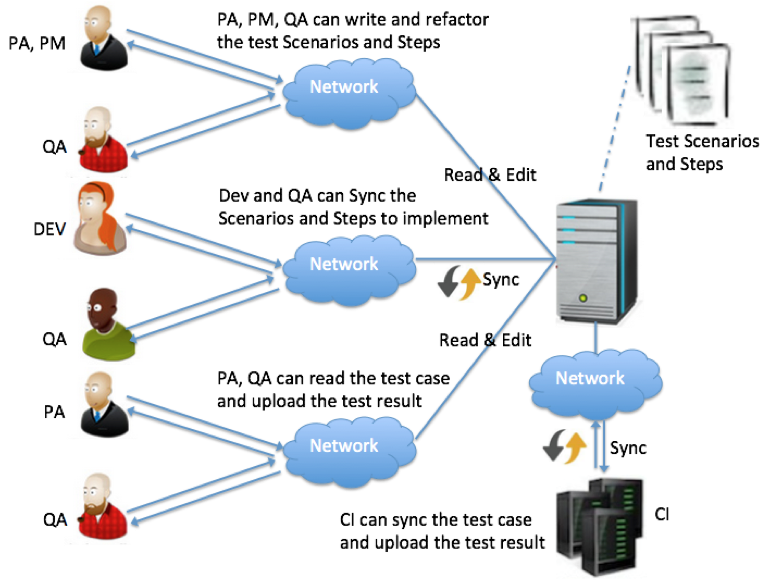 PA, PM, QA can write and refactor
the test Scenarios and Steps
PA, PM
Network
QA
Test Scenarios
and Steps
Read & Edit
Dev and QA can Sync the
Scenarios and Steps to implement
DEV
Network
Sync
QA
Read & Edit
PA, QA can read the test case
and upload the test result
PA
Network
Network
Sync
QA
CI can sync the test case
and upload the test result
CI